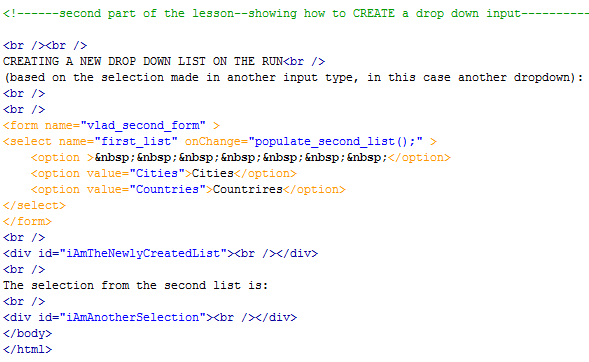 <!------second part of the lesson--showing how to CREATE a drop down input----------
<br /><br />
CREATING A NEW DROP DOWN LIST ON THE RUN<br />
(based on the selection made in another input type, in this case another dropdown):
<br />
<br />
<form name="vlad_second_form" >
<select name="first_list" onChange="populate_second_list();" >
    <option >&nbsp;&nbsp;&nbsp;&nbsp;&nbsp;&nbsp;&nbsp;</option>
    <option value="Cities">Cities</option>
    <option value="Countries">Countrires</option>
</select>
</form>
<br />
<div id="iAmTheNewlyCreatedList"><br /></div>
<br />
The selection from the second list is:
<br />
<div id="iAmAnotherSelection"><br /></div>
</body>
</html>